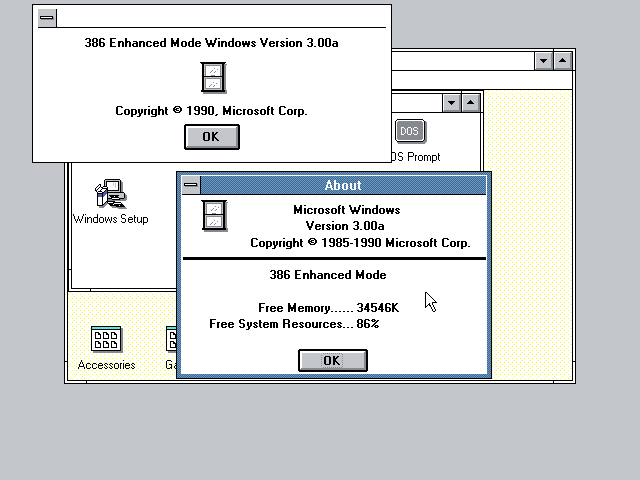 386 Enhanced Mode Windows Version 3.00a
Copyright © 1990, Microsoft Corp.
OK
DOS
OS Prompt
Windows Setup
About
Microsoft Windows
Version 3.00a
Copyright © 1985-1990 Microsoft Corp.
386 Enhanced Mode
Free Memory...... 34546K
Free System Resources... 86%
OK
Accessories
Ga